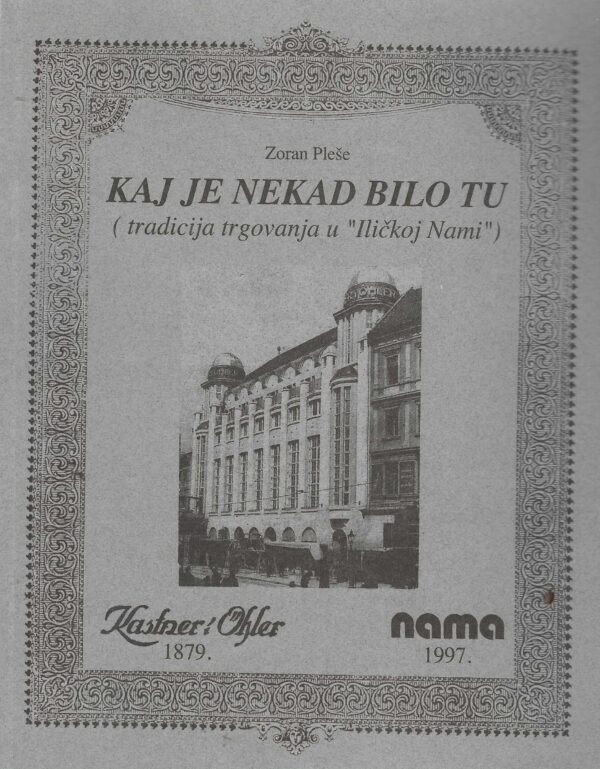 Zoran Pleše
KAJ JE NEKAD BILO TU
( tradicija trgovanja u "Iličkoj Nami")
Kastner i Öhler
1879.
nama
1997.